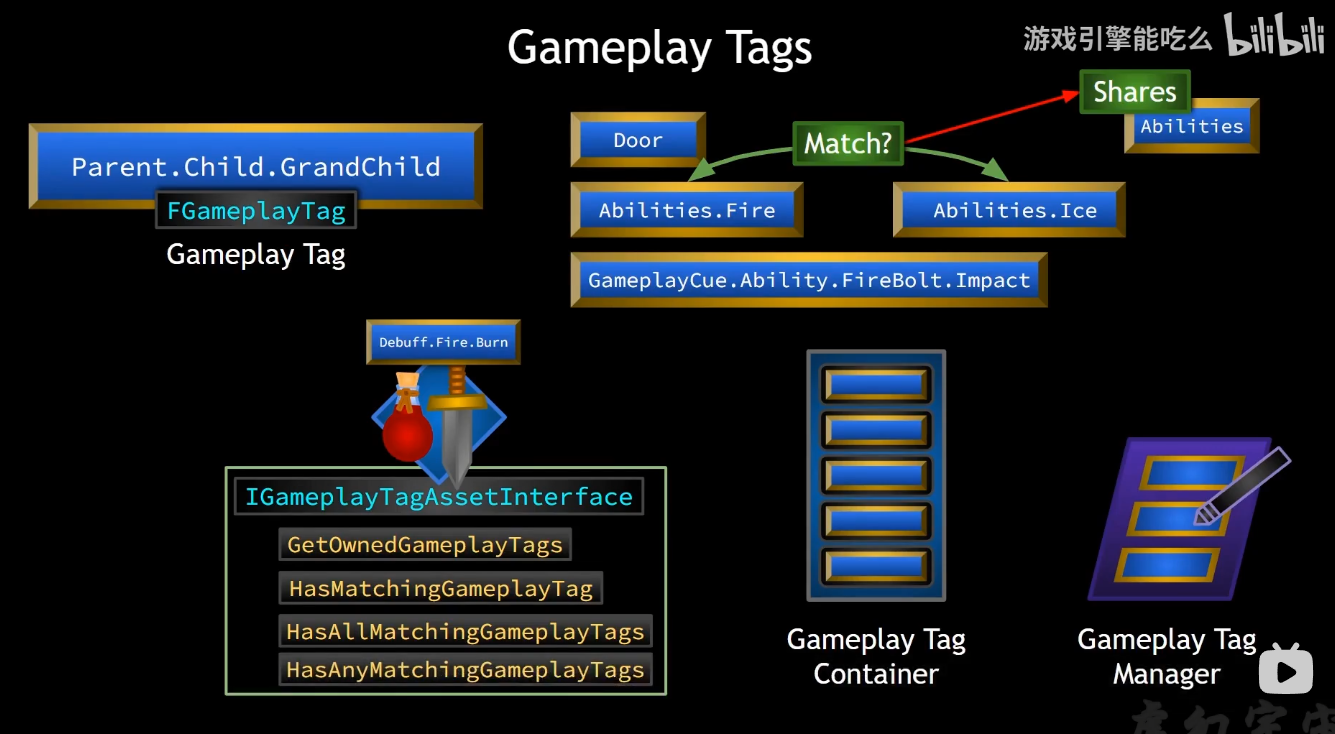 Gameplay Tags
游戏引擎能吃么 bilibili
Parent.Child.GrandChild
FGameplayTag
Gameplay Tag
Door
Match?
Shares
Abilities
Abilities.Fire
Abilities.Ice
GameplayCue.Ability.FireBolt.Impact
Debuff.Fire.Burn
IGameplayTagAssetInterface
GetOwnedGameplayTags
HasMatchingGameplayTag
HasAllMatchingGameplayTags
HasAnyMatchingGameplayTags
Gameplay Tag
Container
Gameplay Tag
Manager